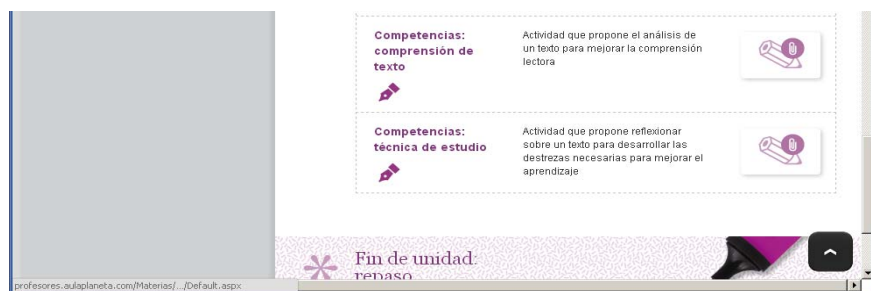 Competencias:
comprensión de
texto
Actividad que propone el análisis de
un texto para mejorar la comprensión
lectora
Competencias:
técnica de estudio
Actividad que propone reflexionar
sobre un texto para desarrollar las
destrezas necesarias para mejorar el
aprendizaje
Fin de unidad:
repaso
profesores.aulaplaneta.com/Materias/.../Default.aspx